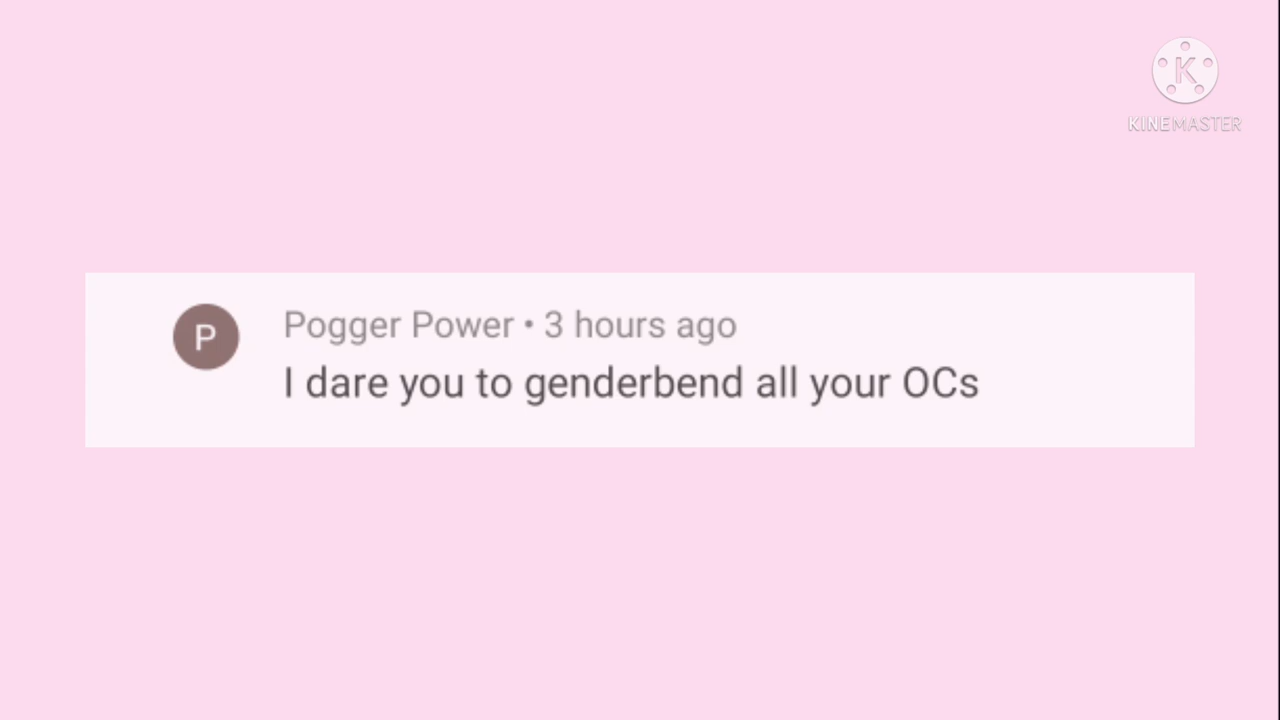 K
KINEMASTER
P
Pogger Power • 3 hours ago
I dare you to genderbend all your OCs